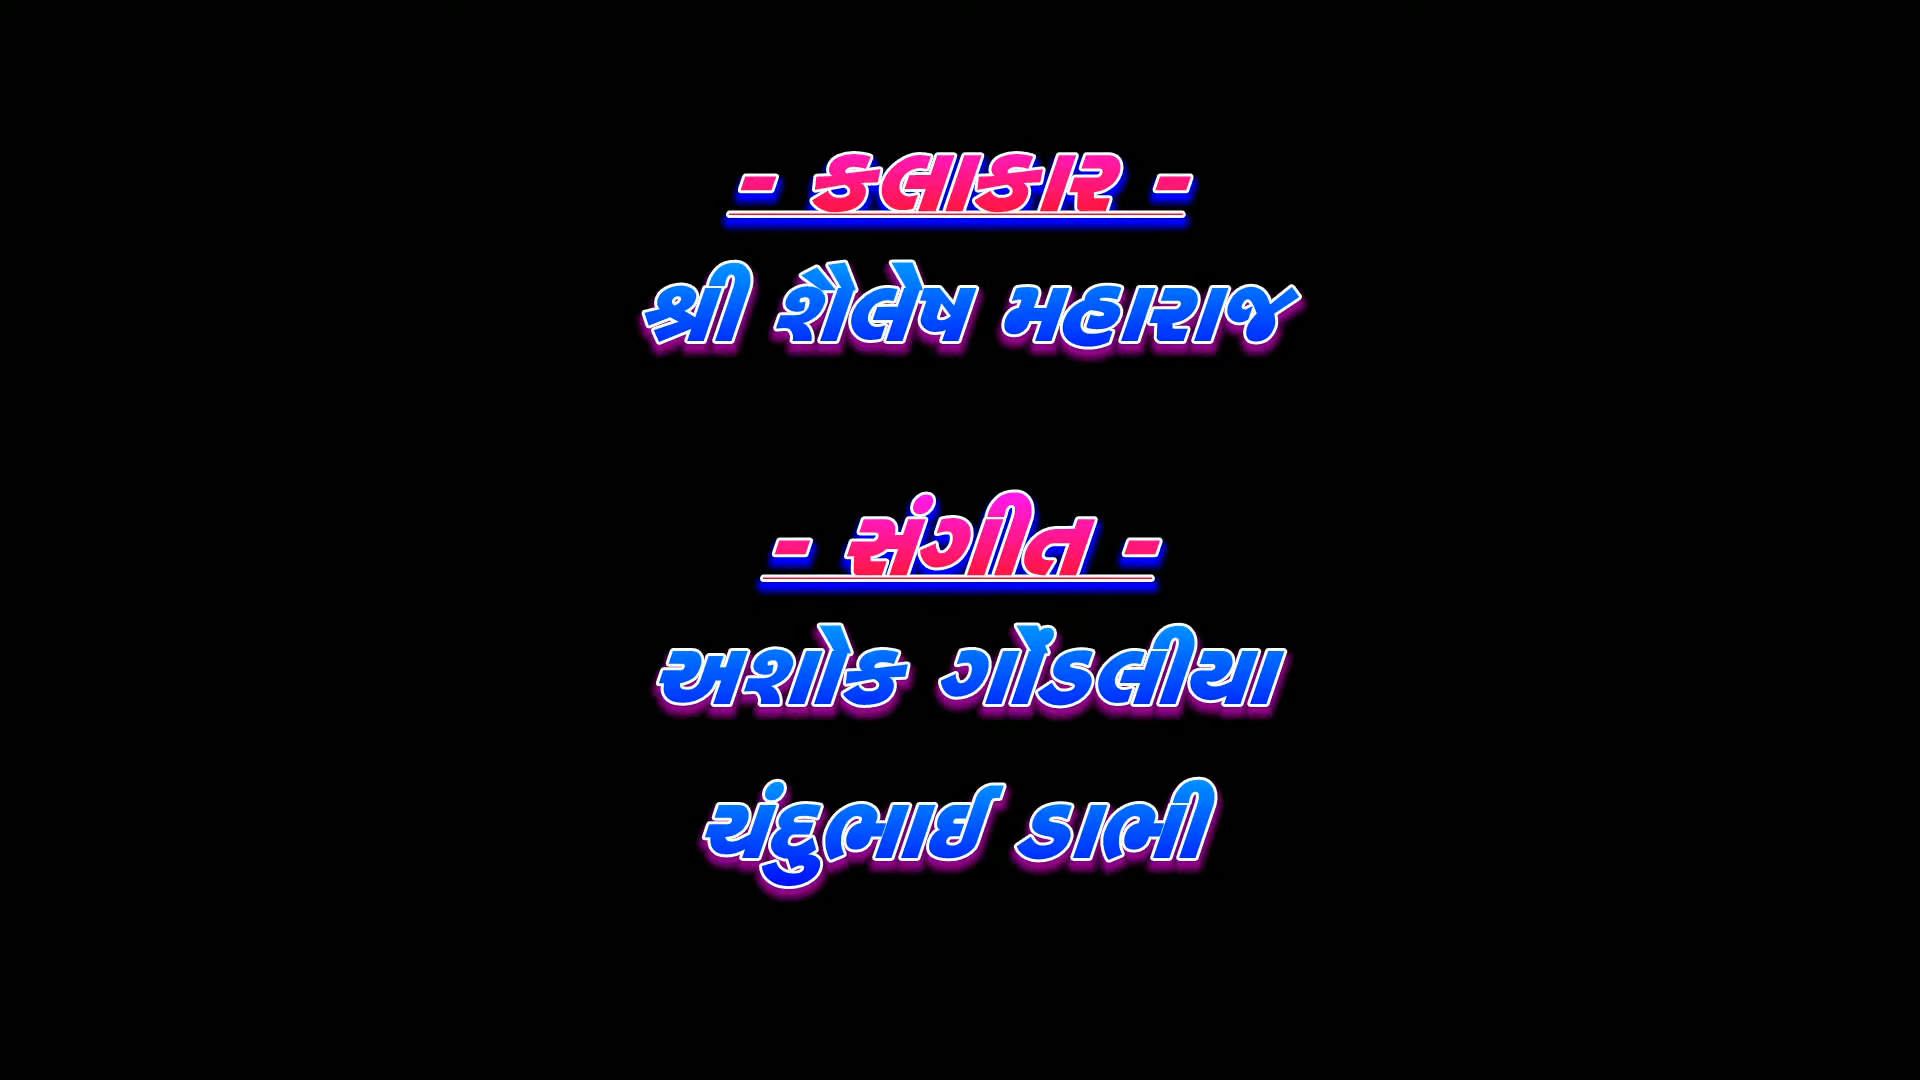 - કલાકાર -
શ્રી શૈલેષ મહારાજ
- સંગીત -
અશોક ગોંડલીયા
ચંદુભાઈ ડાભી